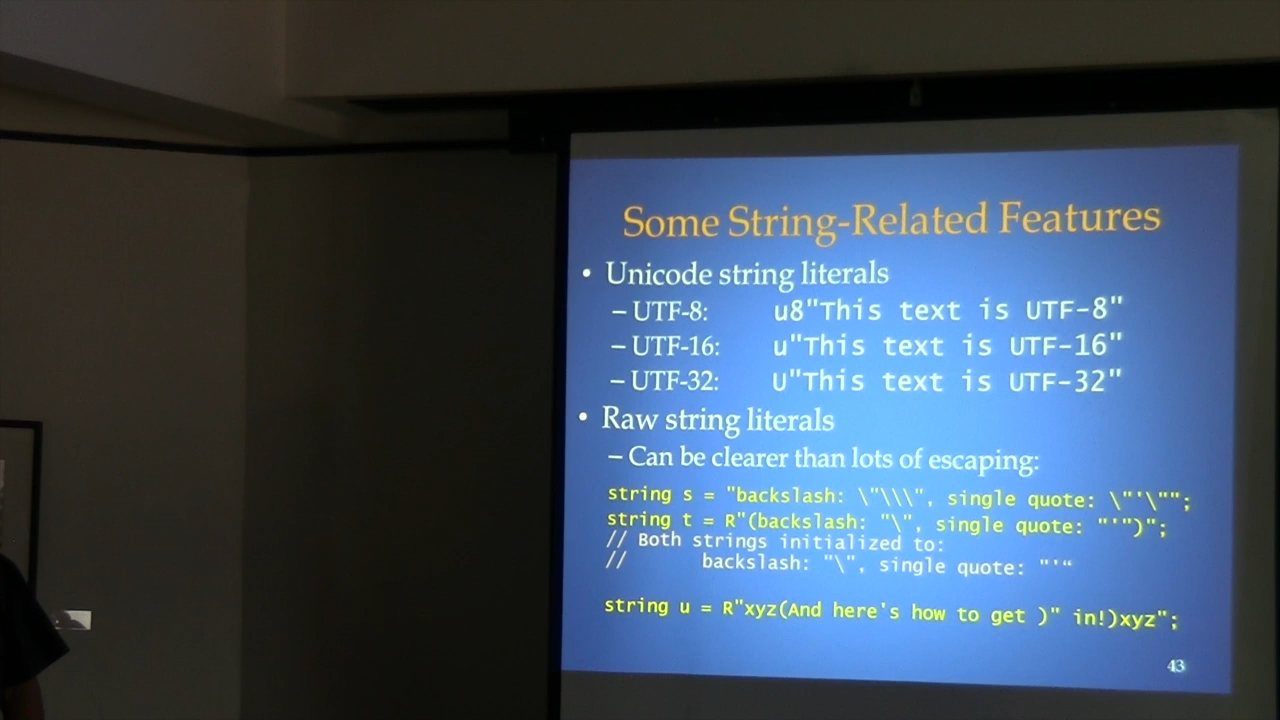 Some String-Related Features
• Unicode string literals
– UTF-8: u8"This text is UTF-8"
– UTF-16: u"This text is UTF-16"
– UTF-32: U"This text is UTF-32"
• Raw string literals
– Can be clearer than lots of escaping:
string s = "backslash: \"\\\", single quote: \"'\"";
string t = R"(backslash: "\", single quote: "'")";
// Both strings initialized to:
// backslash: "\", single quote: "'“
string u = R"xyz(And here's how to get )" in!)xyz";
43